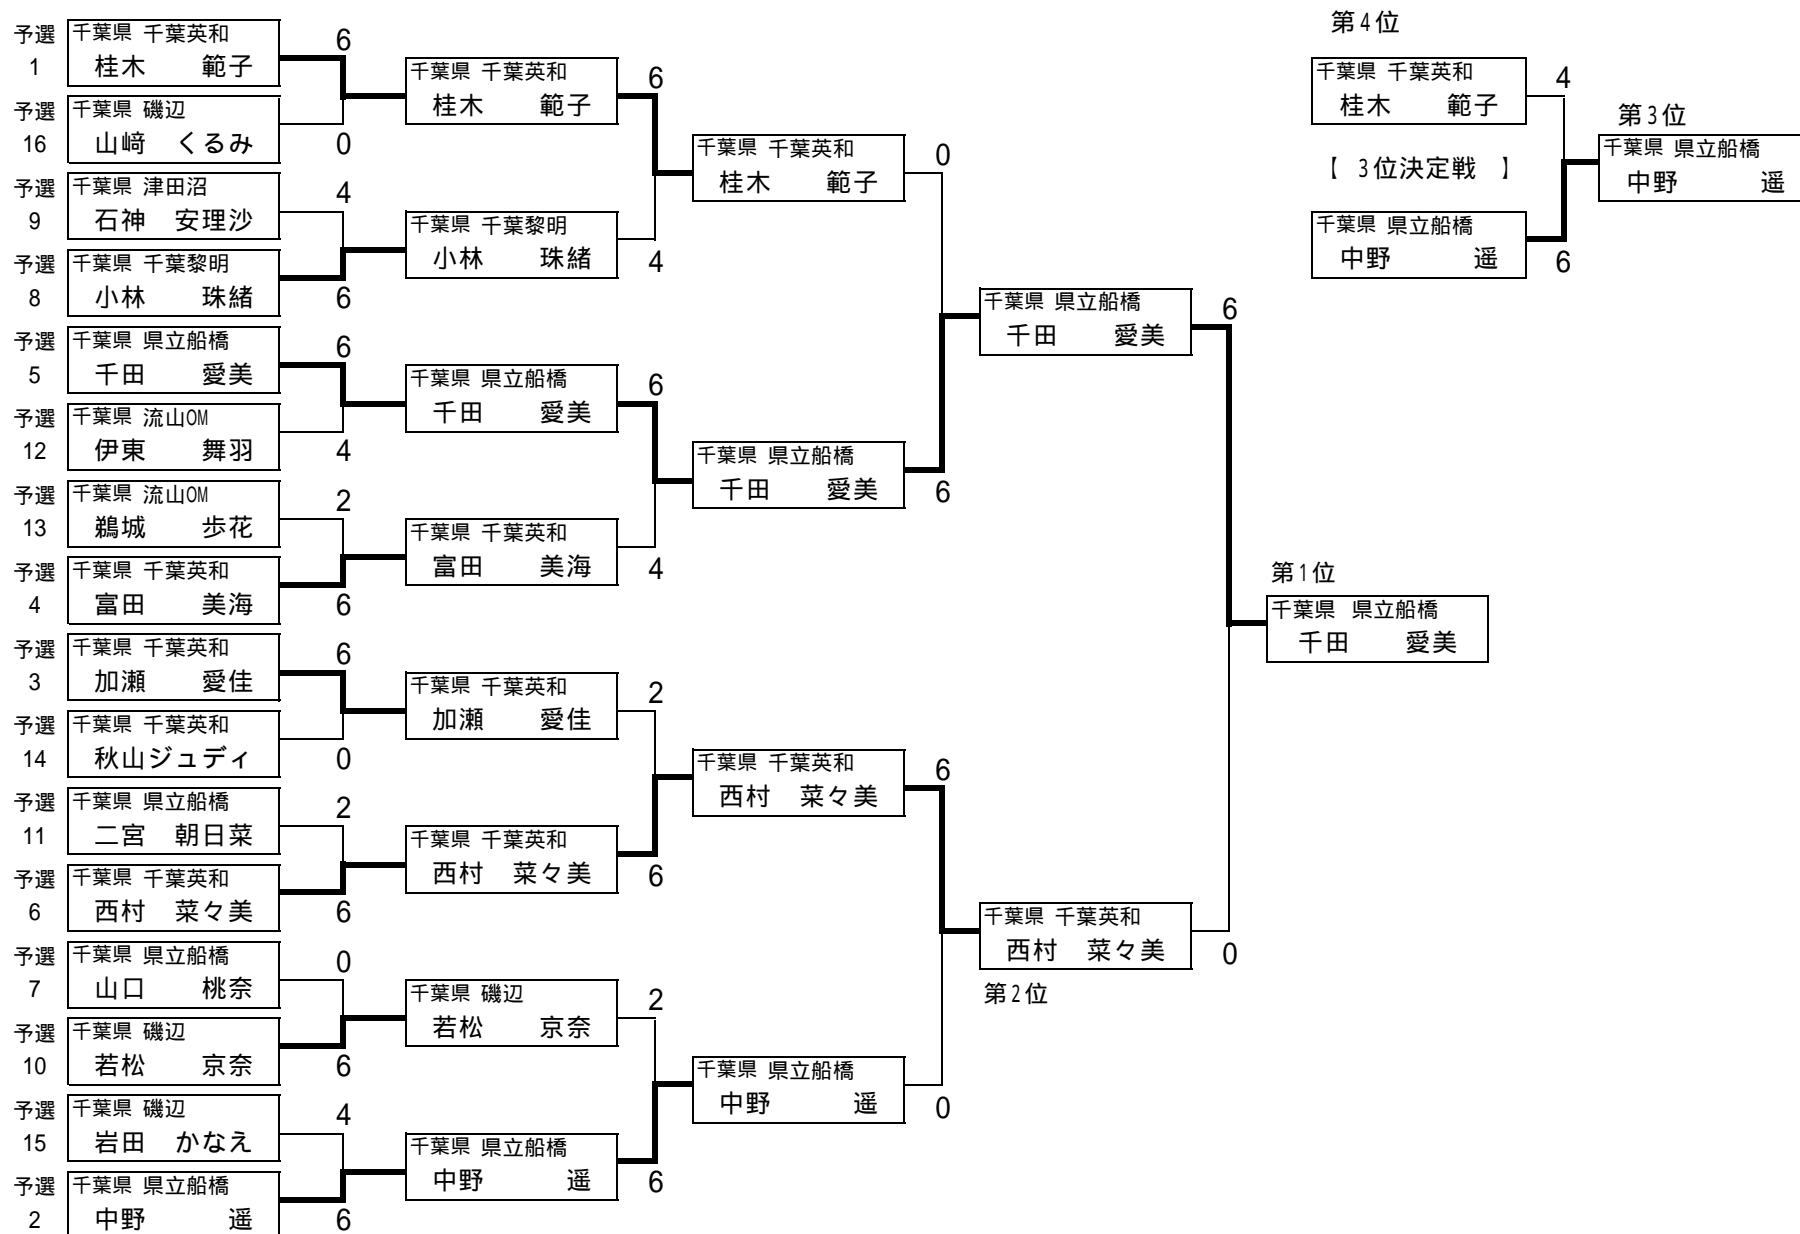 予選
1
千葉県 千葉英和
桂木 範子
6
予選
16
千葉県 磯辺
山﨑 くるみ
0
予選
9
千葉県 津田沼
石神 安理沙
4
予選
8
千葉県 千葉黎明
小林 珠緒
6
予選
5
千葉県 県立船橋
千田 愛美
6
予選
12
千葉県 流山OM
伊東 舞羽
4
予選
13
千葉県 流山OM
鵜城 歩花
2
予選
4
千葉県 千葉英和
富田 美海
6
予選
3
千葉県 千葉英和
加瀬 愛佳
6
予選
14
千葉県 千葉英和
秋山ジュディ
0
予選
11
千葉県 県立船橋
二宮 朝日菜
2
予選
6
千葉県 千葉英和
西村 菜々美
6
予選
7
千葉県 県立船橋
山口 桃奈
0
予選
10
千葉県 磯辺
若松 京奈
6
予選
15
千葉県 磯辺
岩田 かなえ
4
予選
2
千葉県 県立船橋
中野 遥
6
千葉県 千葉英和
桂木 範子
6
千葉県 千葉黎明
小林 珠緒
4
千葉県 県立船橋
千田 愛美
6
千葉県 千葉英和
富田 美海
4
千葉県 千葉英和
加瀬 愛佳
2
千葉県 千葉英和
西村 菜々美
6
千葉県 磯辺
若松 京奈
2
千葉県 県立船橋
中野 遥
6
千葉県 千葉英和
桂木 範子
0
千葉県 県立船橋
千田 愛美
6
千葉県 千葉英和
西村 菜々美
6
千葉県 県立船橋
中野 遥
0
千葉県 県立船橋
千田 愛美
6
千葉県 千葉英和
西村 菜々美
0
第2位
第1位
千葉県 県立船橋
千田 愛美
第4位
千葉県 千葉英和
桂木 範子
4
【 3位決定戦 】
千葉県 県立船橋
中野 遥
6
第3位
千葉県 県立船橋
中野 遥